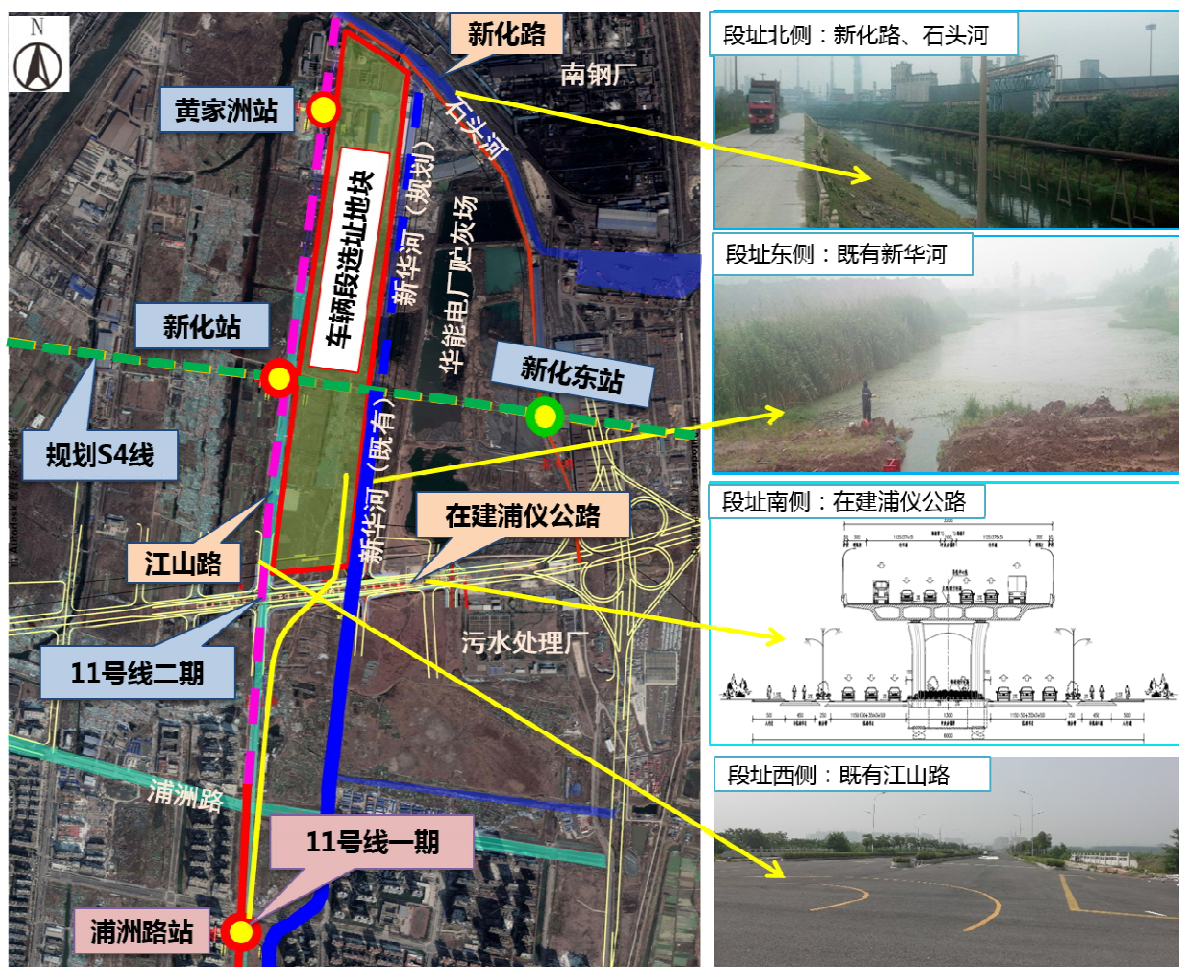 N
新化路
南钢厂
黄家洲站
石头河
车辆段选址地块
新华河（规划）
华能电厂贮灰场
新化站
新化东站
规划S4线
新华河（既有）
在建浦仪公路
江山路
污水处理厂
11号线二期
浦洲路
11号线一期
浦洲路站
段址北侧：新化路、石头河
段址东侧：既有新华河
段址南侧：在建浦仪公路
段址西侧：既有江山路